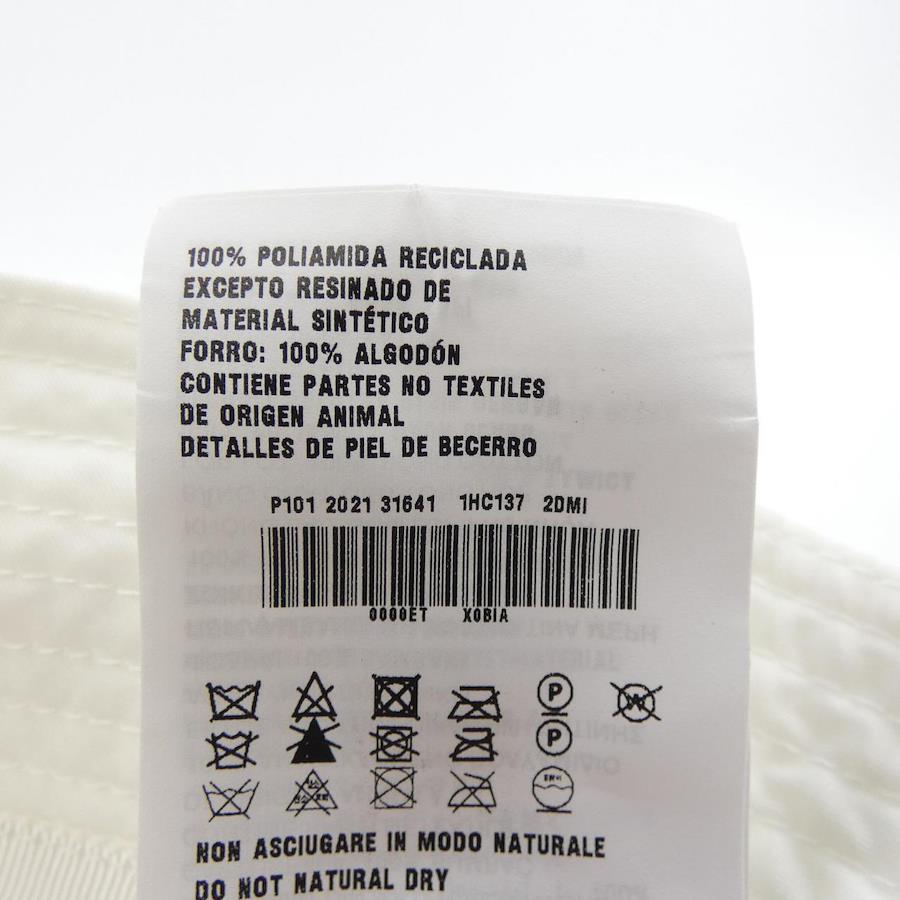 100% POLIAMIDA RECICLADA
EXCEPTO RESINADO DE
MATERIAL SINTÉTICO
FORRO: 100% ALGODÓN
CONTIENE PARTES NO TEXTILES
DE ORIGEN ANIMAL
DETALLES DE PIEL DE BECERRO
P101 2021 31641 1HC137 2DMI
0000ET X0BIA
P W
P
NON ASCIUGARE IN MODO NATURALE
DO NOT NATURAL DRY